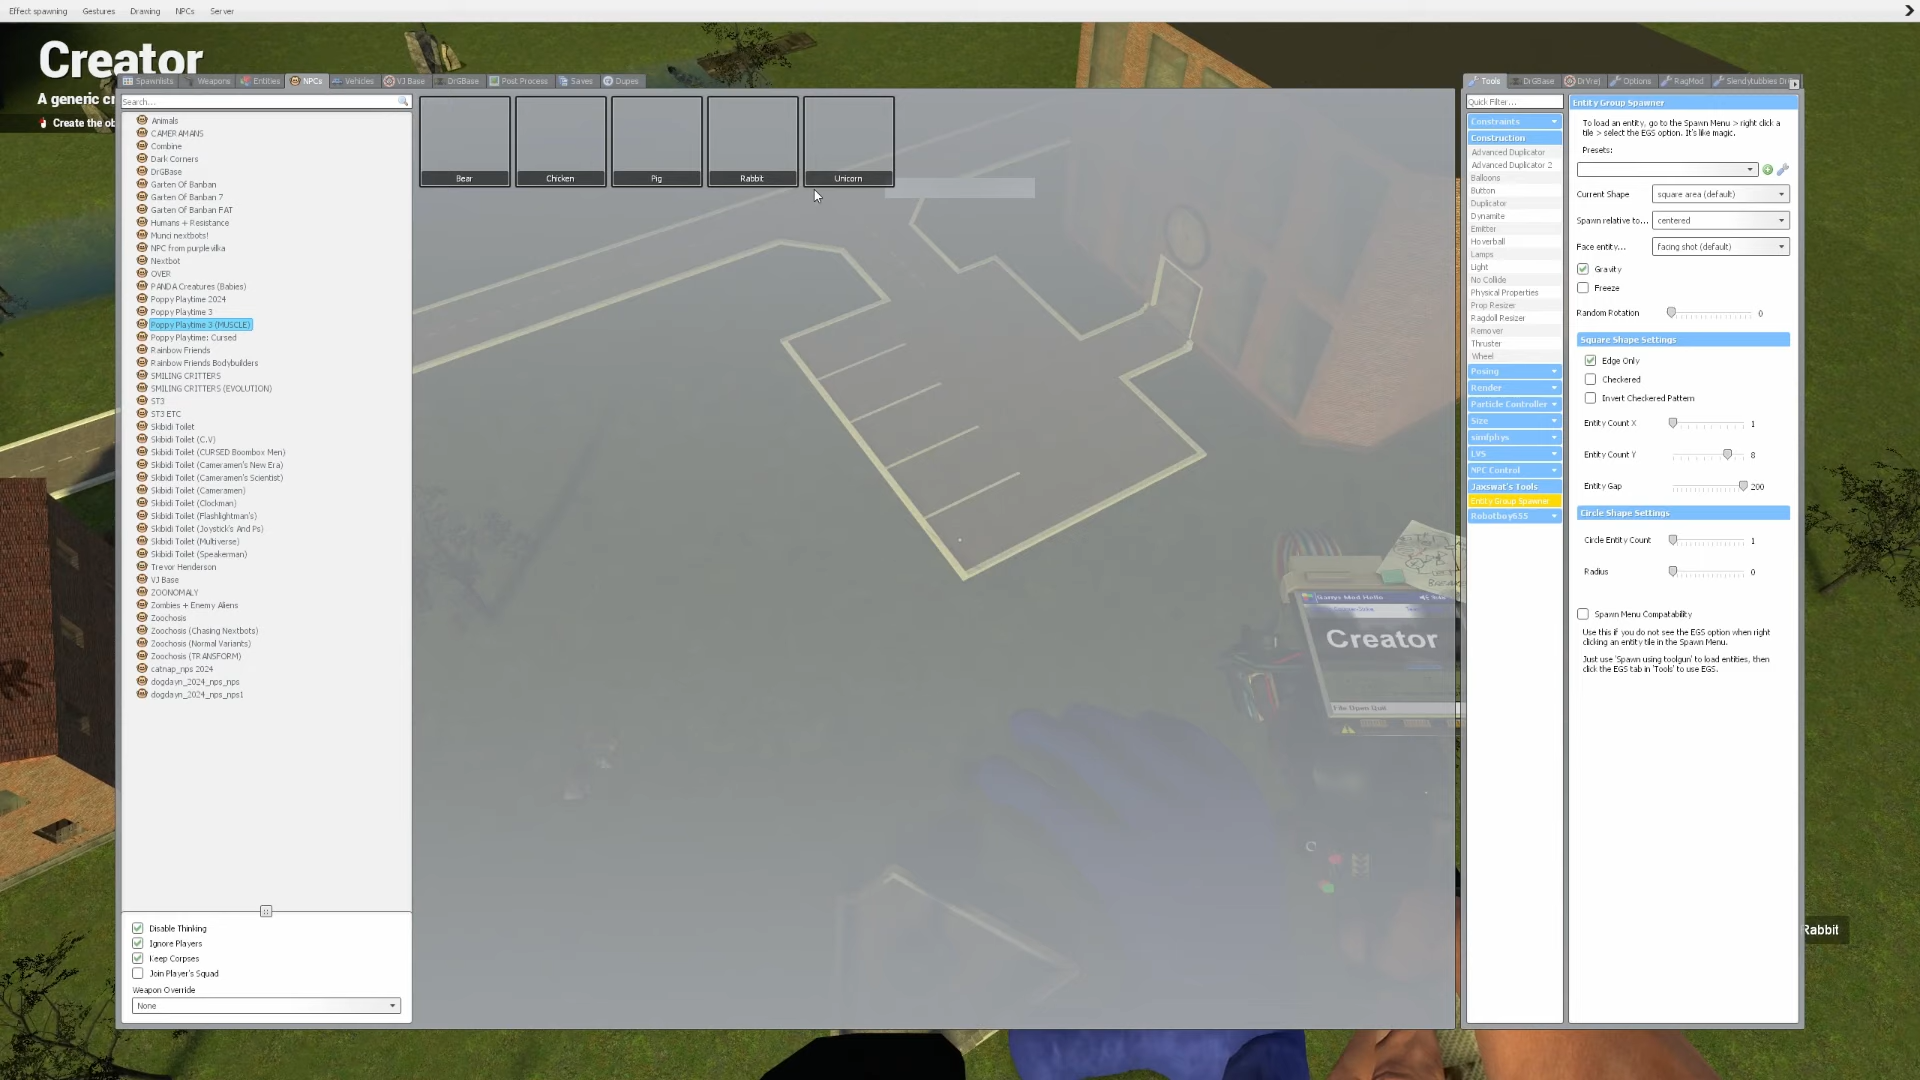 Effect spawning Gestures Drawing NPCs Server
Creator
A generic cr
Create the ob
Spawnlists Weapons Entities NPCs Vehicles VJ Base DrGBase Post Process Saves Dupes
Search...
Animals
CAMERAMANS
Combine
Dark Corners
DrGBase
Garten Of Banban
Garten Of Banban 7
Garten Of Banban FAT
Humans + Resistance
Munci nextbots!
NPC from purplevilka
Nextbot
OVER
PANDA Creatures (Babies)
Poppy Playtime 2024
Poppy Playtime 3
Poppy Playtime 3 (MUSCLE)
Poppy Playtime: Cursed
Rainbow Friends
Rainbow Friends Bodybuilders
SMILING CRITTERS
SMILING CRITTERS (EVOLUTION)
ST3
ST3 ETC
Skibidi Toilet
Skibidi Toilet (C.V)
Skibidi Toilet (CURSED Boombox Men)
Skibidi Toilet (Cameramen's New Era)
Skibidi Toilet (Cameramen's Scientist)
Skibidi Toilet (Cameramen)
Skibidi Toilet (Clockman)
Skibidi Toilet (Flashlightman's)
Skibidi Toilet (Joystick's And Ps)
Skibidi Toilet (Multiverse)
Skibidi Toilet (Speakerman)
Trevor Henderson
VJ Base
ZOONOMALY
Zombies + Enemy Aliens
Zoochosis
Zoochosis (Chasing Nextbots)
Zoochosis (Normal Variants)
Zoochosis (TRANSFORM)
catnap_nps 2024
dogdayn_2024_nps_nps
dogdayn_2024_nps_nps1
Disable Thinking
Ignore Players
Keep Corpses
Join Player's Squad
Weapon Override
None
Bear Chicken Pig Rabbit Unicorn
Creator
Tools DrGBase DrVrej Options RagMod Slendytubbies Dr
Quick Filter...
Constraints
Construction
Advanced Duplicator
Advanced Duplicator 2
Balloons
Button
Duplicator
Dynamite
Emitter
Hoverball
Lamps
Light
No Collide
Physical Properties
Prop Resizer
Ragdoll Resizer
Remover
Thruster
Wheel
Posing
Render
Particle Controller
Size
simfphys
LVS
NPC Control
Jaxswat's Tools
Entity Group Spawner
Robotboy655
Entity Group Spawner
To load an entity, go to the Spawn Menu > right click a
tile > select the EGS option. It's like magic.
Presets:
Current Shape square area (default)
Spawn relative to... centered
Face entity... facing shot (default)
Gravity
Freeze
Random Rotation 0
Square Shape Settings
Edge Only
Checkered
Invert Checkered Pattern
Entity Count X 1
Entity Count Y 8
Entity Gap 200
Circle Shape Settings
Circle Entity Count 1
Radius 0
Spawn Menu Compatability
Use this if you do not see the EGS option when right
clicking an entity tile in the Spawn Menu.
Just use 'Spawn using toolgun' to load entities, then
click the EGS tab in 'Tools' to use EGS.
Rabbit